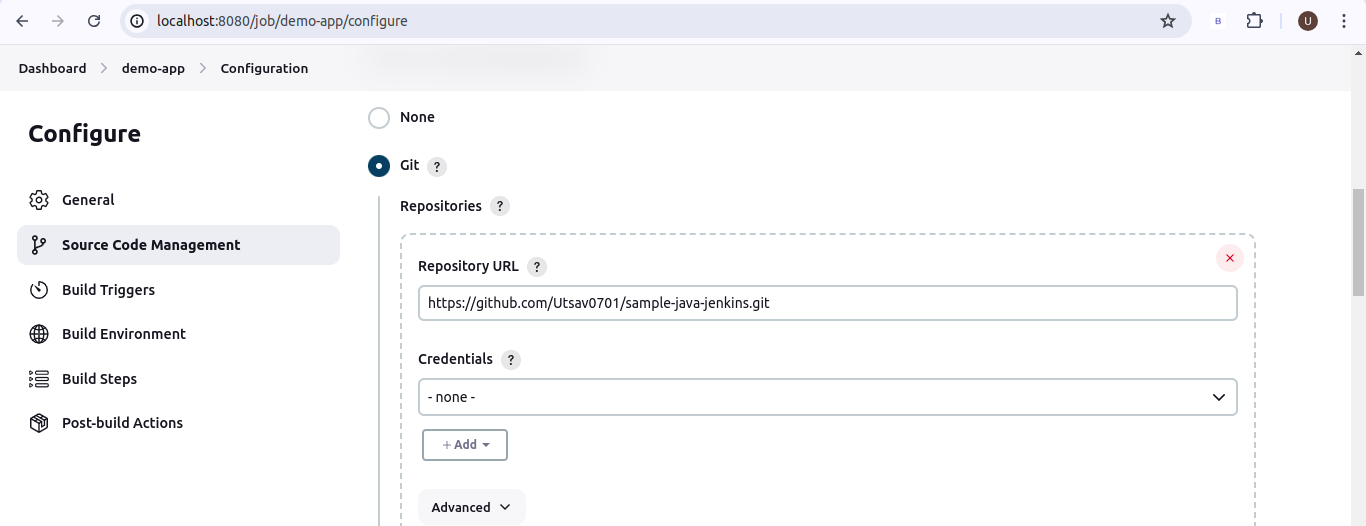 localhost:8080/job/demo-app/configure
B
U
Dashboard
demo-app
Configuration
Configure
General
Source Code Management
Build Triggers
Build Environment
Build Steps
Post-build Actions
None
Git ?
Repositories ?
Repository URL ?
https://github.com/Utsav0701/sample-java-jenkins.git
Credentials ?
- none -
+ Add
Advanced